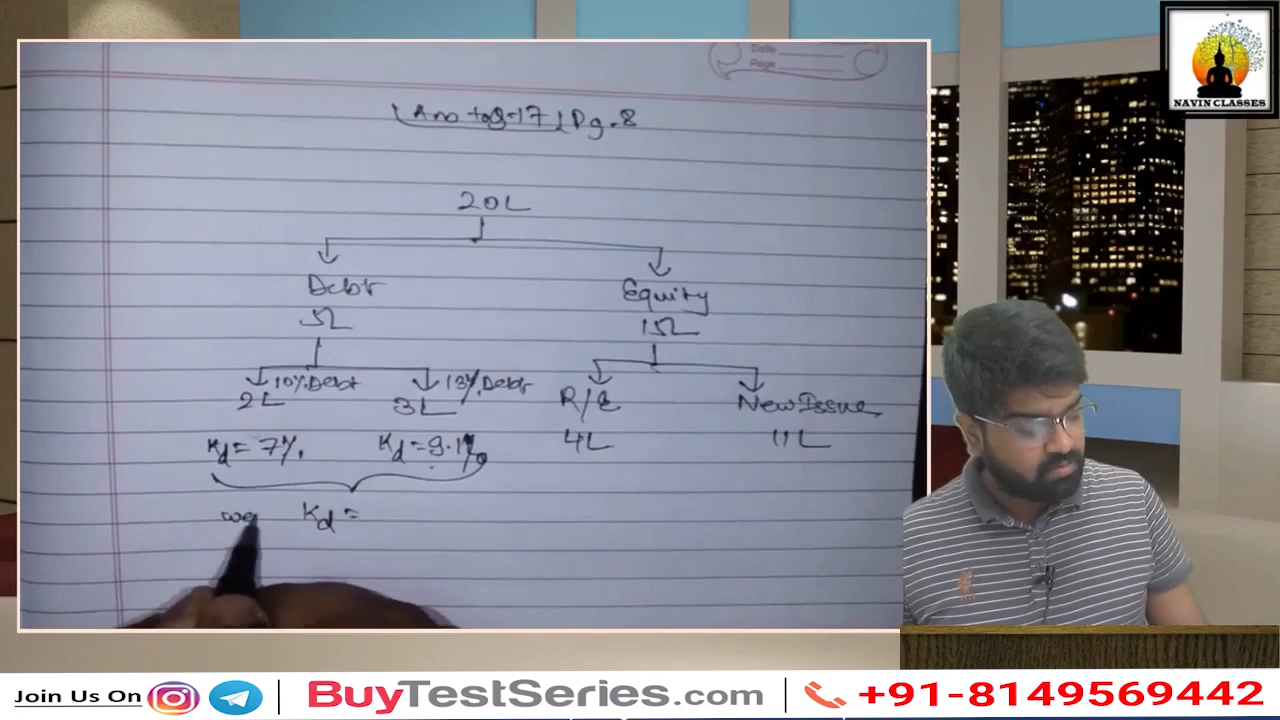 Date
Page
Ans to Q-17 Pg. 8
20L
Debt Equity
5L 15L
10% Debt 13% Debt
2L 3L R/E New Issue
Kd = 7% Kd = 9.1% 4L 11L
Kd =
NAVIN CLASSES
Join Us On BuyTestSeries.com +91-8149569442